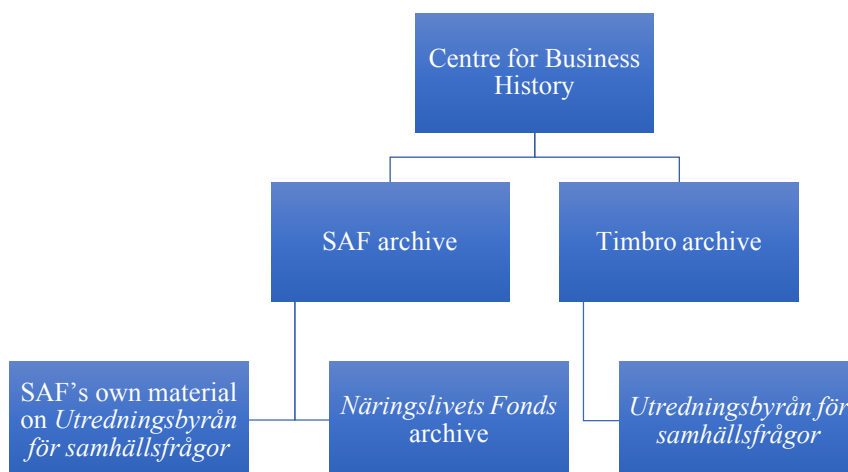 Centre for Business
History
SAF archive
Timbro archive
SAF’s own material
on Utredningsbyrån
för samhällsfrågor
Näringslivets Fonds
archive
Utredningsbyrån för
samhällsfrågor